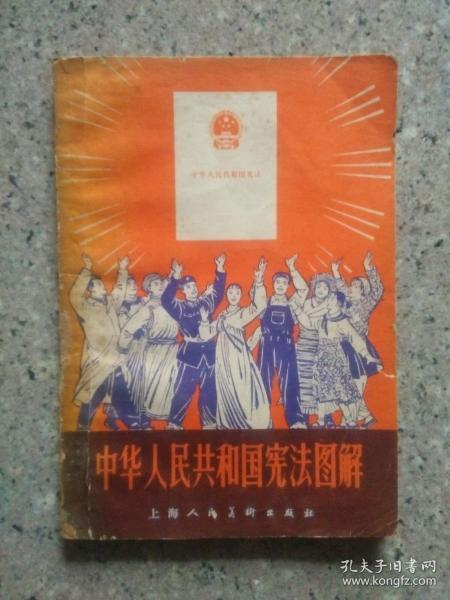 中华人民共和国宪法
中华人民共和国宪法图解
上海人民美術出版社
孔夫子旧书网
www.kongfz.com